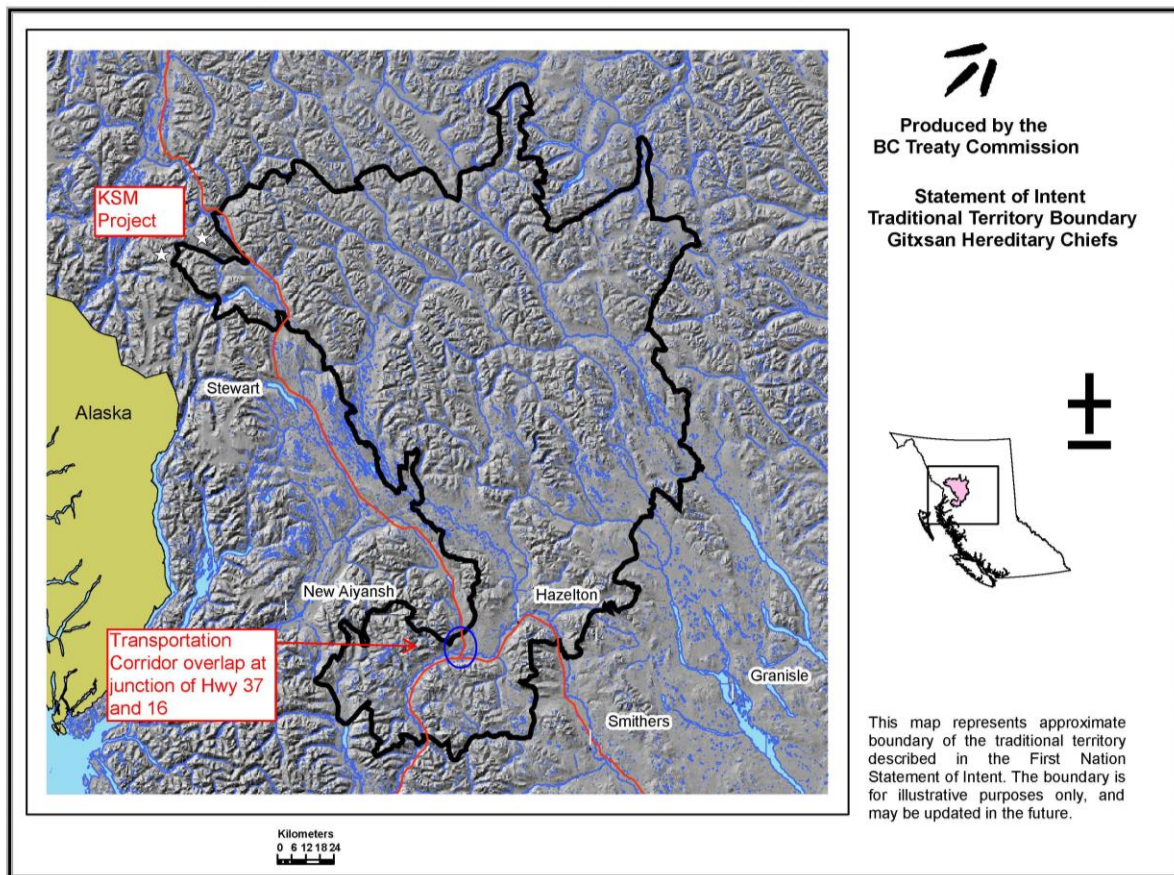 Produced by the
BC Treaty Commission
Statement of Intent
Traditional Territory Boundary
Gitxsan Hereditary Chiefs
KSM
Project
Alaska
Stewart
New Aiyansh
Hazelton
Transportation
Corridor overlap at
junction of Hwy 37
and 16
Granisle
Smithers
This map represents approximate
boundary of the traditional territory
described in the First Nation
Statement of Intent. The boundary is
for illustrative purposes only, and
may be updated in the future.
Kilometers
0 6 12 18 24